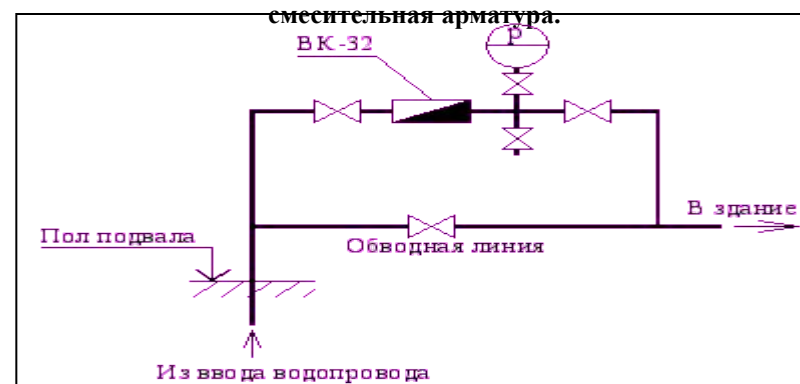 смесительная арматура.
ВК-32
P
В здание
Пол подвала
Обводная линия
Из ввода водопровода